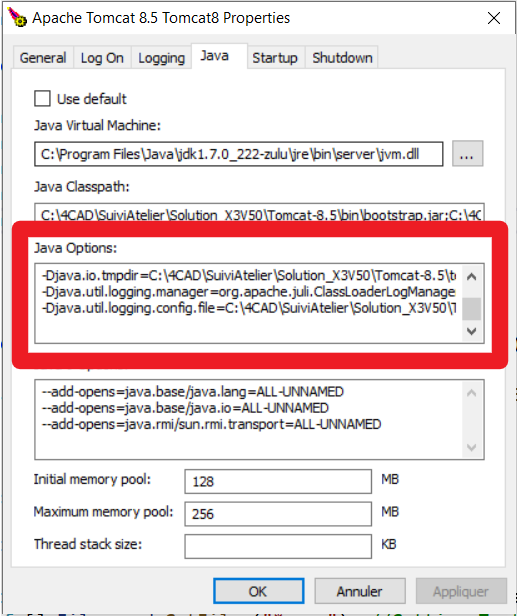 Apache Tomcat 8.5 Tomcat8 Properties
General Log On Logging Java Startup Shutdown
Use default
Java Virtual Machine:
C:\Program Files\Java\jdk1.7.0_222-zulu\jre\bin\server\jvm.dll
...
Java Classpath:
C:\4CAD\SuiviAtelier\Solution_X3V50\Tomcat-8.5\bin\bootstrap.jar;C:\4C
Java Options:
-Djava.io.tmpdir=C:\4CAD\SuiviAtelier\Solution_X3V50\Tomcat-8.5\
-Djava.util.logging.manager=org.apache.juli.ClassLoaderLogManage
-Djava.util.logging.config.file=C:\4CAD\SuiviAtelier\Solution_X3V50\
--add-opens=java.base/java.lang=ALL-UNNAMED
--add-opens=java.base/java.io=ALL-UNNAMED
--add-opens=java.rmi/sun.rmi.transport=ALL-UNNAMED
Initial memory pool: 128 MB
Maximum memory pool: 256 MB
Thread stack size: KB
OK Annuler Appliquer